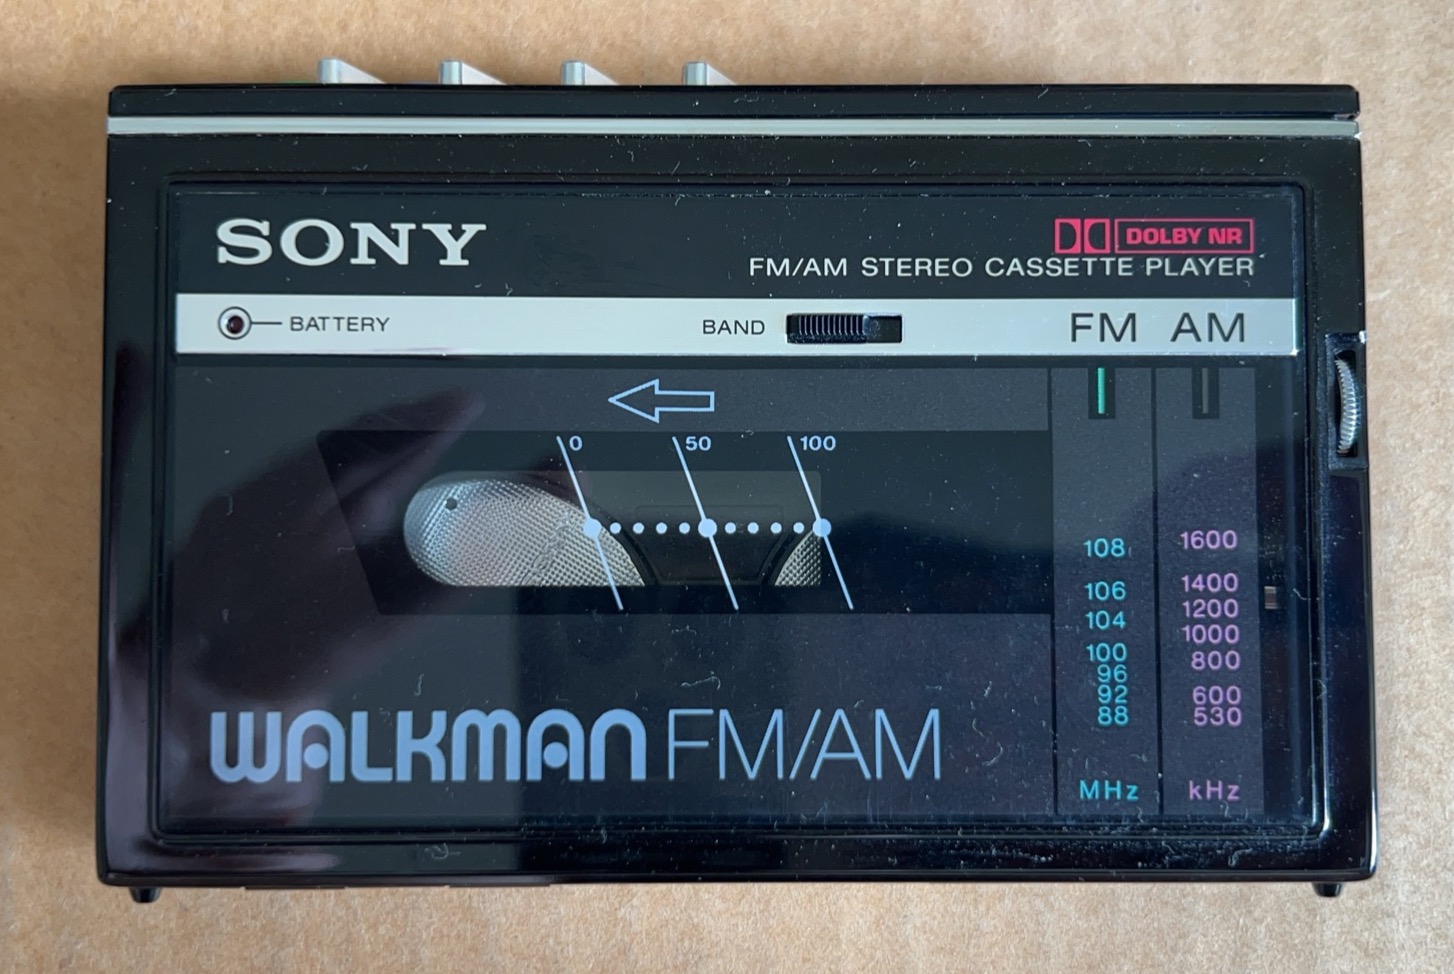 SONY
DOLBY NR
FM/AM STEREO CASSETTE PLAYER
BATTERY BAND FM AM
0 50 100
108 1600
106 1400
104 1200
1000
100 800
96
92 600
88 530
WALKMAN FM/AM
MHz kHz